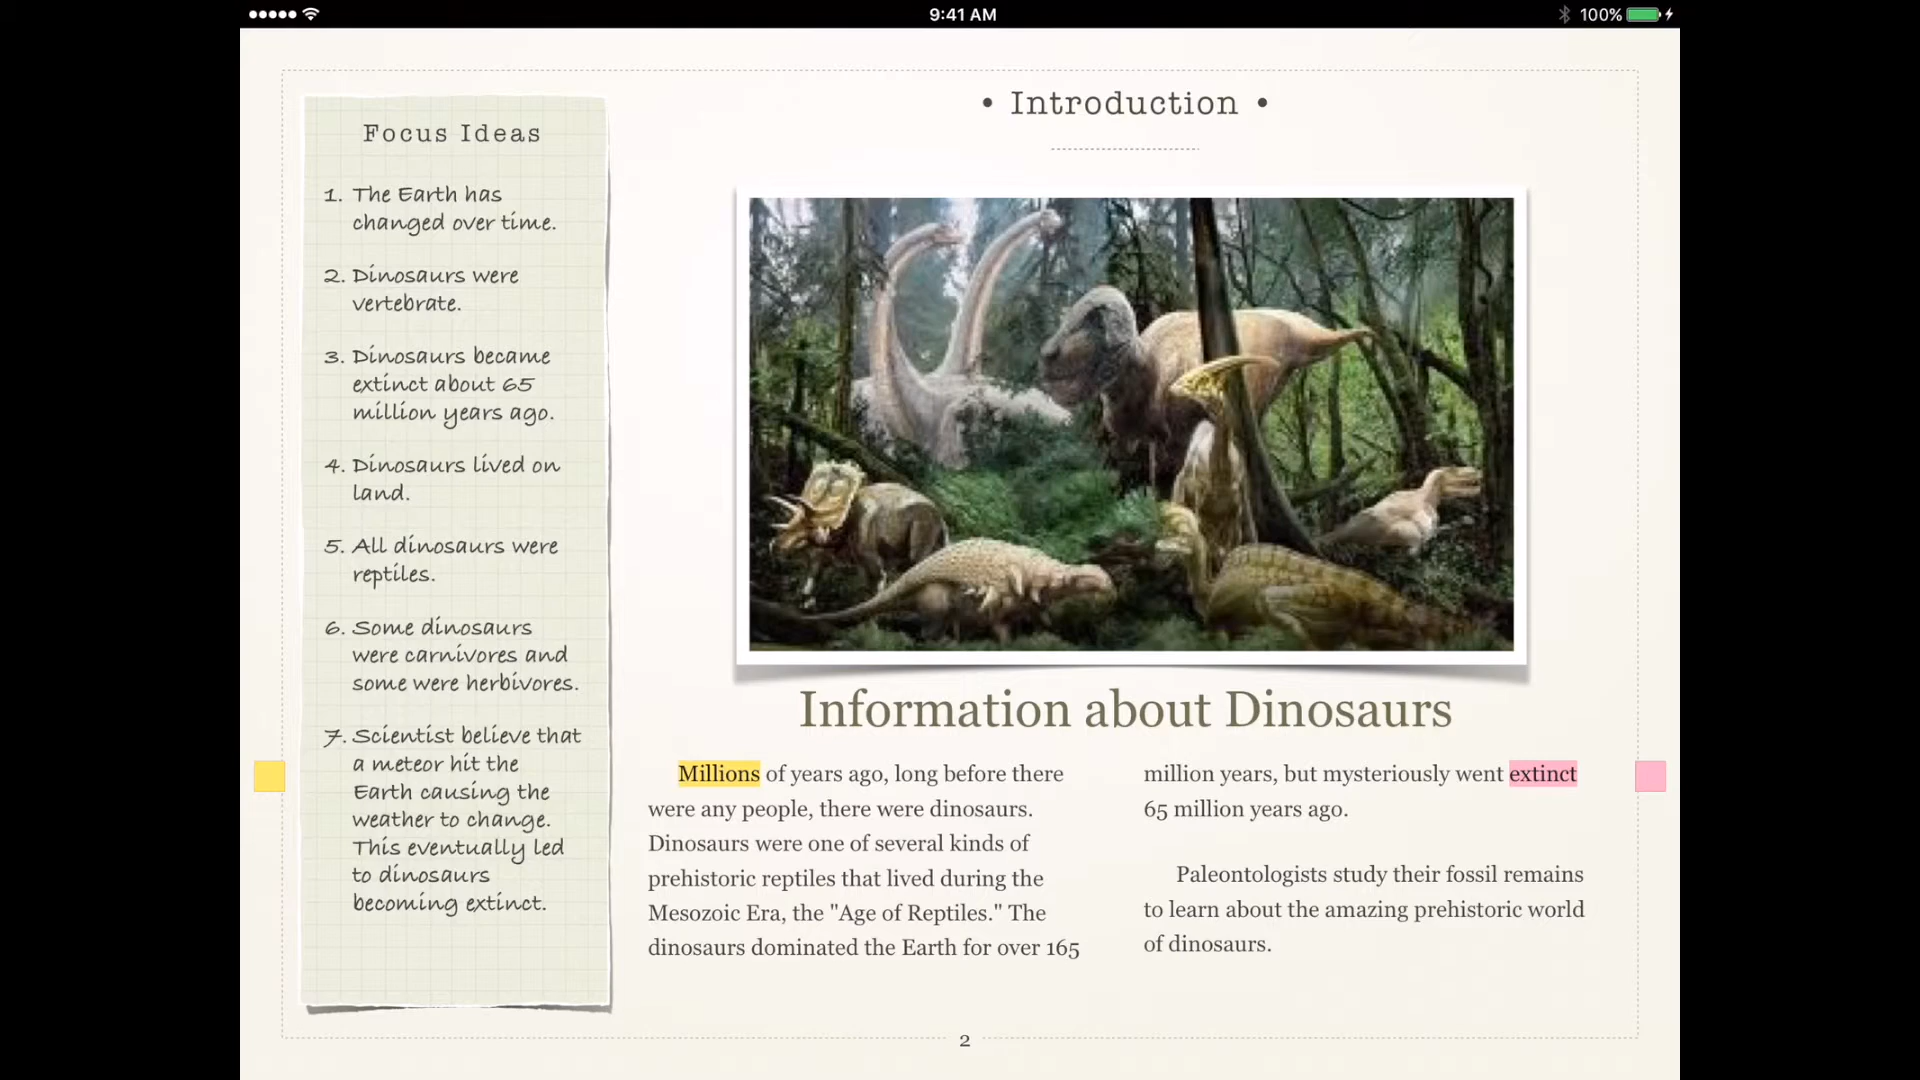 9:41 AM
100%
Focus Ideas
1. The Earth has
changed over time.
2. Dinosaurs were
vertebrate.
3. Dinosaurs became
extinct about 65
million years ago.
4. Dinosaurs lived on
land.
5. All dinosaurs were
reptiles.
6. Some dinosaurs
were carnivores and
some were herbivores.
7. Scientist believe that
a meteor hit the
Earth causing the
weather to change.
This eventually led
to dinosaurs
becoming extinct.
• Introduction •
Information about Dinosaurs
Millions of years ago, long before there
were any people, there were dinosaurs.
Dinosaurs were one of several kinds of
prehistoric reptiles that lived during the
Mesozoic Era, the "Age of Reptiles." The
dinosaurs dominated the Earth for over 165
million years, but mysteriously went extinct
65 million years ago.
Paleontologists study their fossil remains
to learn about the amazing prehistoric world
of dinosaurs.
2